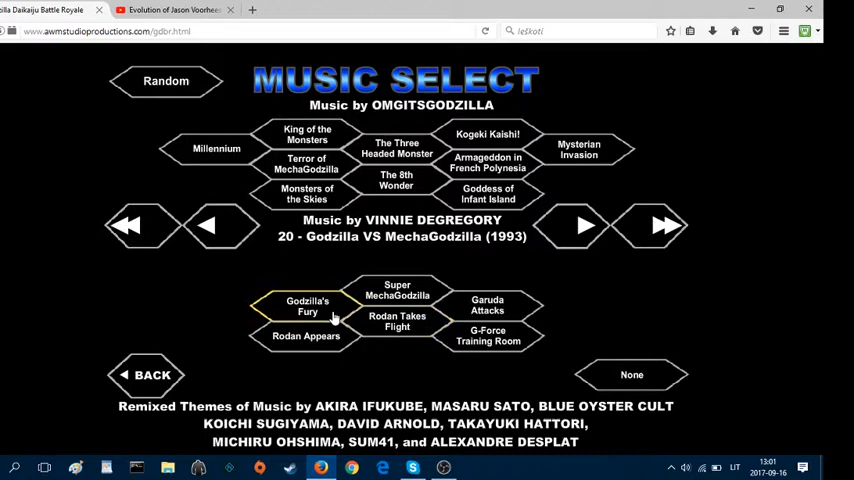 zilla Daikaiju Battle Royale
Evolution of Jason Voorhees
www.awmstudioproductions.com/gdbr.html
Ieškoti
Random
MUSIC SELECT
Music by OMGITSGODZILLA
Millennium
King of the
Monsters
Terror of
MechaGodzilla
Monsters of
the Skies
The Three
Headed Monster
The 8th
Wonder
Kogeki Kaishi!
Armageddon in
French Polynesia
Goddess of
Infant Island
Mysterian
Invasion
Music by VINNIE DEGREGORY
20 - Godzilla VS MechaGodzilla (1993)
Godzilla's
Fury
Rodan Appears
Super
MechaGodzilla
Rodan Takes
Flight
Garuda
Attacks
G-Force
Training Room
BACK
None
Remixed Themes of Music by AKIRA IFUKUBE, MASARU SATO, BLUE OYSTER CULT
KOICHI SUGIYAMA, DAVID ARNOLD, TAKAYUKI HATTORI,
MICHIRU OHSHIMA, SUM41, and ALEXANDRE DESPLAT
LIT
13:01
2017-09-16